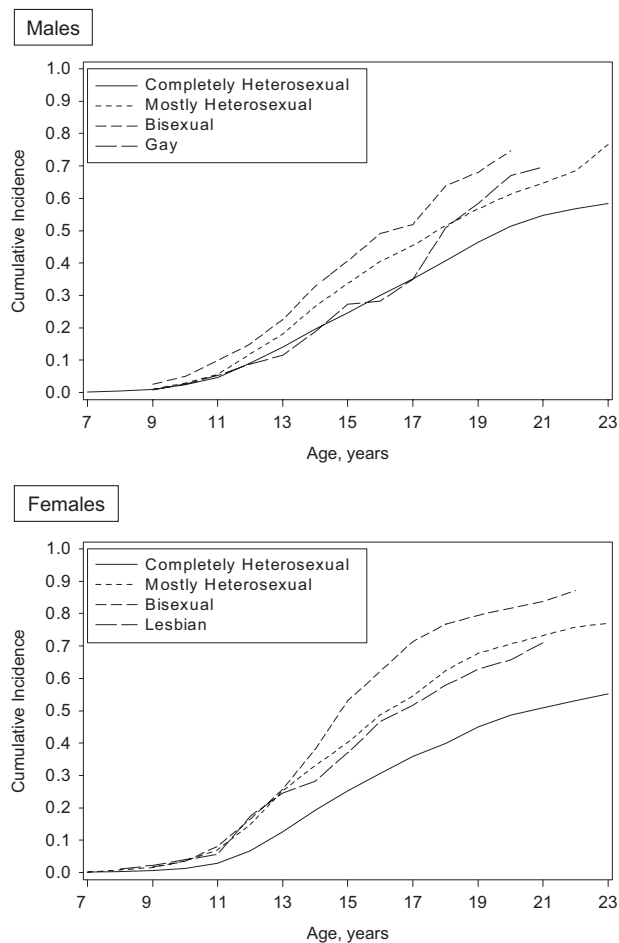 Males
1.0
0.9
0.8
0.7
0.6
0.5
0.4
0.3
0.2
0.1
0.0
Cumulative Incidence
Completely Heterosexual
Mostly Heterosexual
Bisexual
Gay
7 9 11 13 15 17 19 21 23
Age, years
Females
1.0
0.9
0.8
0.7
0.6
0.5
0.4
0.3
0.2
0.1
0.0
Cumulative Incidence
Completely Heterosexual
Mostly Heterosexual
Bisexual
Lesbian
7 9 11 13 15 17 19 21 23
Age, years